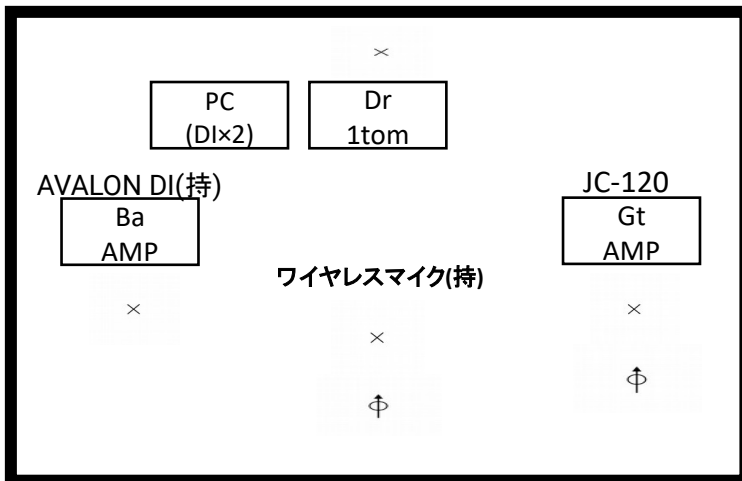 PC
(DI×2)
Dr
1tom
AVALON DI(持)
Ba
AMP
JC-120
Gt
AMP
ワイヤレスマイク(持)